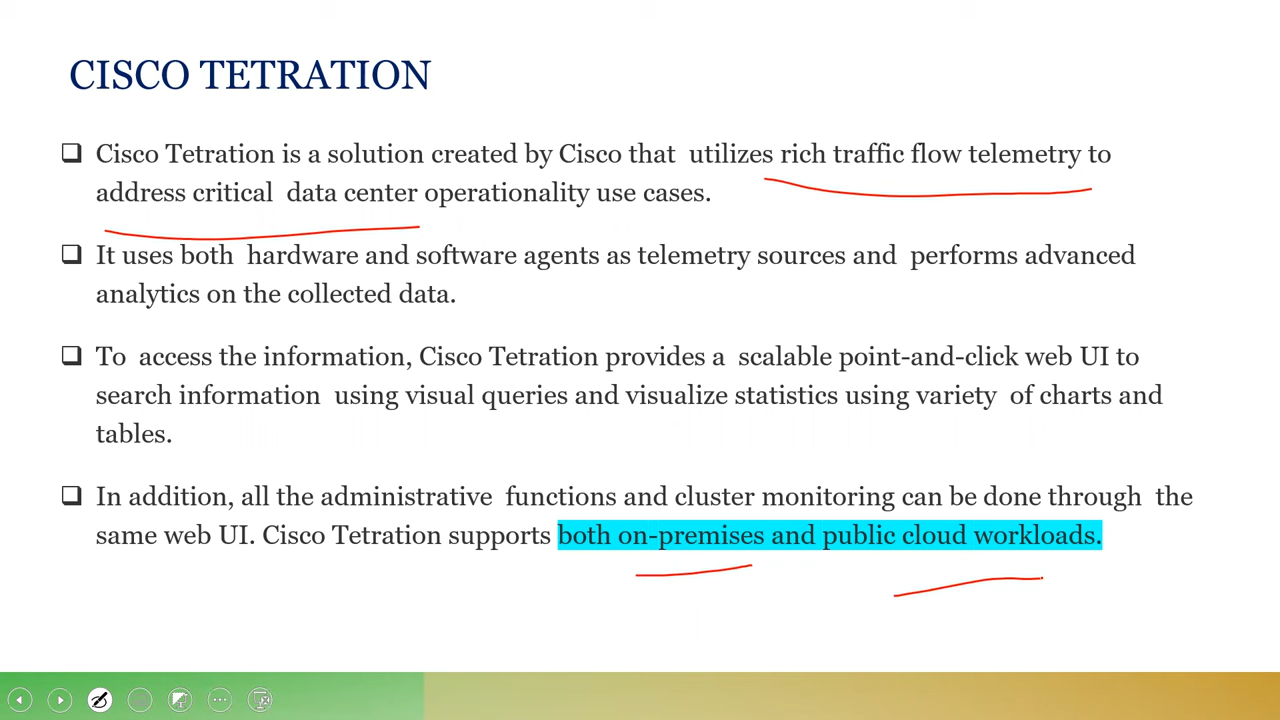 CISCO TETRATION
❑ Cisco Tetration is a solution created by Cisco that utilizes rich traffic flow telemetry to
address critical data center operationality use cases.
❑ It uses both hardware and software agents as telemetry sources and performs advanced
analytics on the collected data.
❑ To access the information, Cisco Tetration provides a scalable point-and-click web UI to
search information using visual queries and visualize statistics using variety of charts and
tables.
❑ In addition, all the administrative functions and cluster monitoring can be done through the
same web UI. Cisco Tetration supports both on-premises and public cloud workloads.